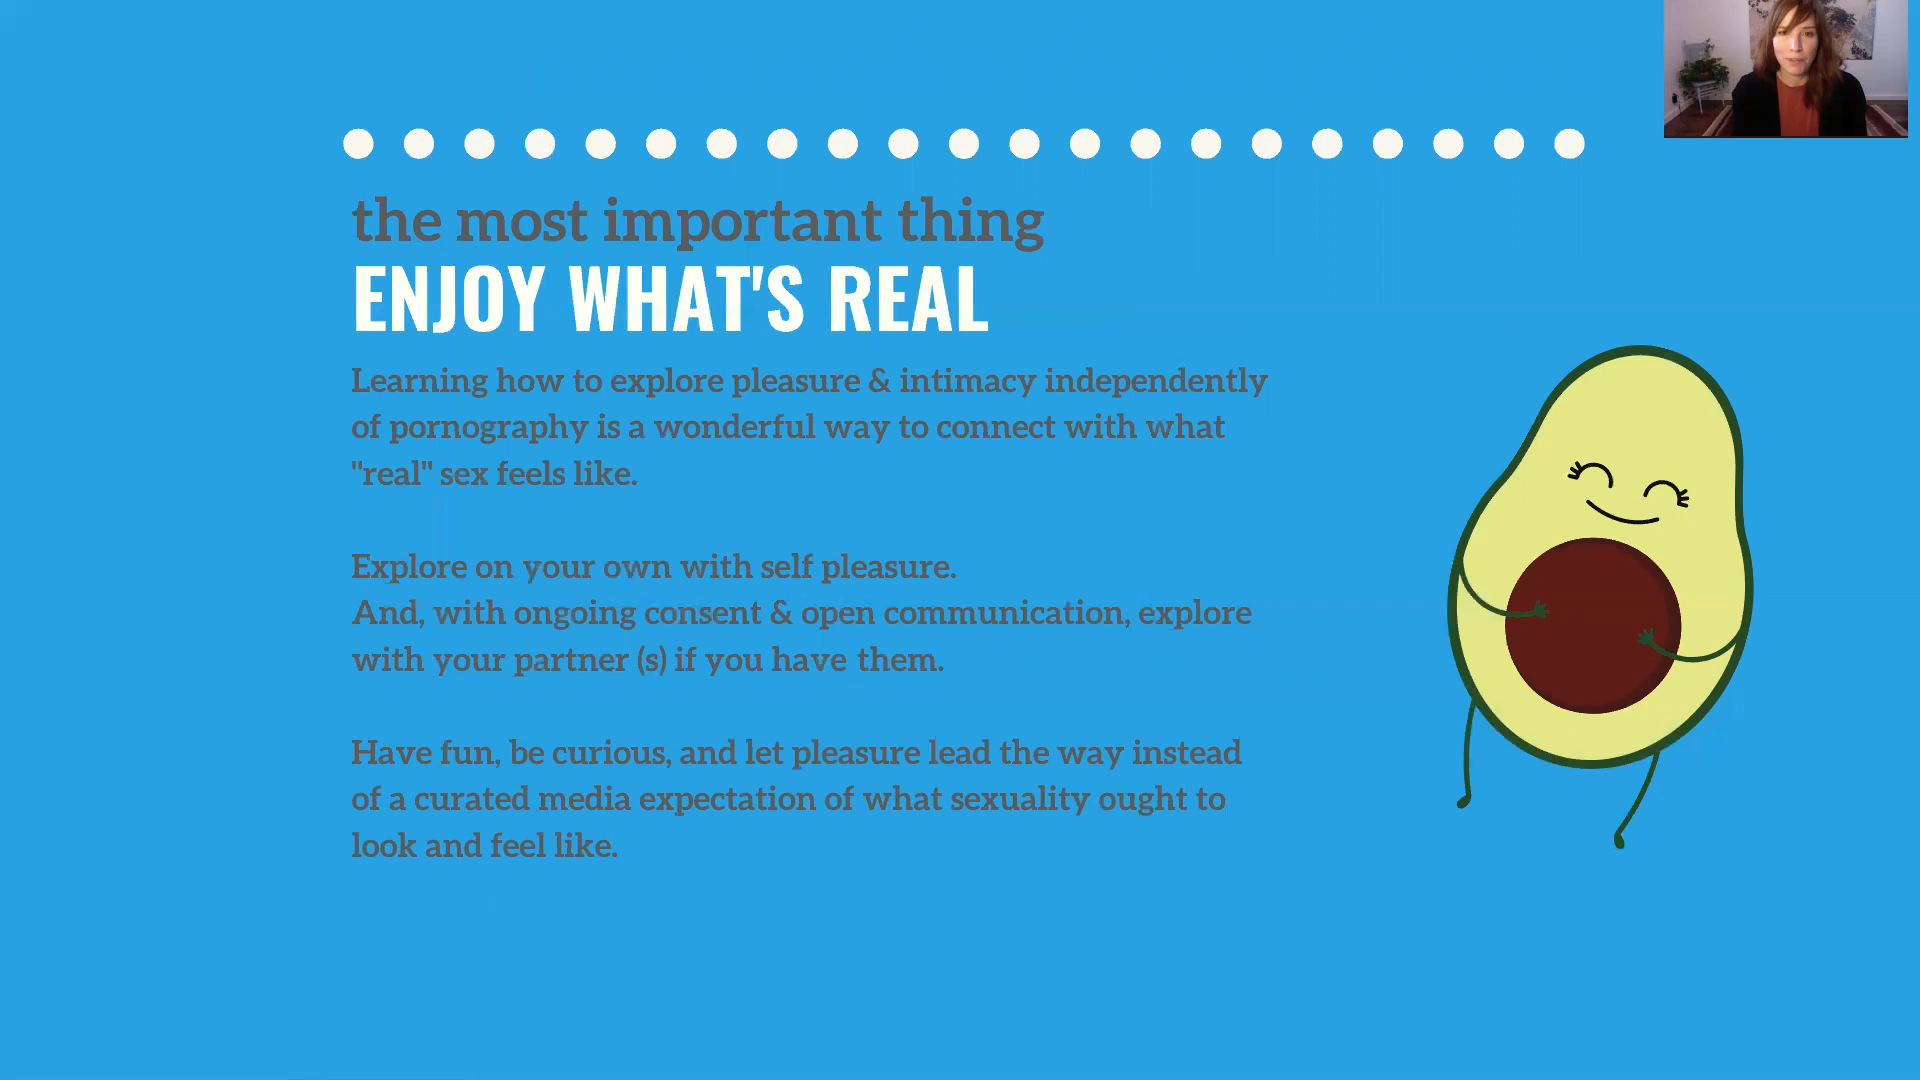 the most important thing
ENJOY WHAT'S REAL
Learning how to explore pleasure & intimacy independently
of pornography is a wonderful way to connect with what
"real" sex feels like.
Explore on your own with self pleasure.
And, with ongoing consent & open communication, explore
with your partner (s) if you have them.
Have fun, be curious, and let pleasure lead the way instead
of a curated media expectation of what sexuality ought to
look and feel like.